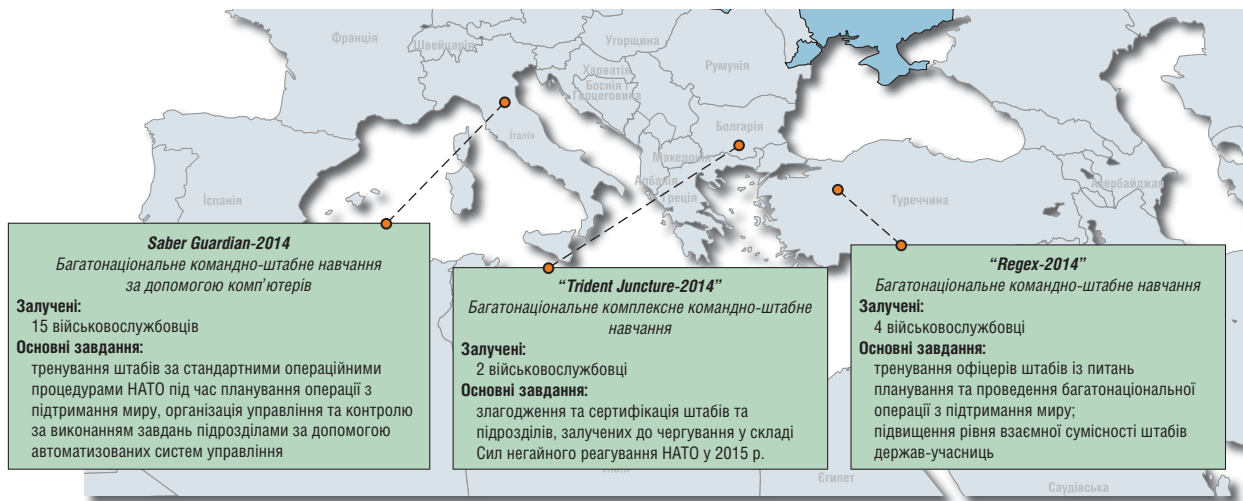 Франція
Швейцарія
Угорщина
Хорватія
Боснія і
Герцеговина
Румунія
Італія
Болгарія
Македонія
Албанія
Греція
Іспанія
Туреччина
Азербайджан
Saber Guardian-2014
Багатонаціональне командно-штабне навчання
за допомогою комп’ютерів
Залучені:
15 військовослужбовців
Основні завдання:
тренування штабів за стандартними операційними
процедурами НАТО під час планування операції з
підтримання миру, організація управління та контролю
за виконанням завдань підрозділами за допомогою
автоматизованих систем управління
“Trident Juncture-2014”
Багатонаціональне комплексне командно-штабне
навчання
Залучені:
2 військовослужбовці
Основні завдання:
злагодження та сертифікація штабів та
підрозділів, залучених до чергування у складі
Сил негайного реагування НАТО у 2015 р.
“Regex-2014”
Багатонаціональне командно-штабне навчання
Залучені:
4 військовослужбовці
Основні завдання:
тренування офіцерів штабів із питань
планування та проведення багатонаціональної
операції з підтримання миру;
підвищення рівня взаємної сумісності штабів
держав-учасниць
Єгипет
Саудівська